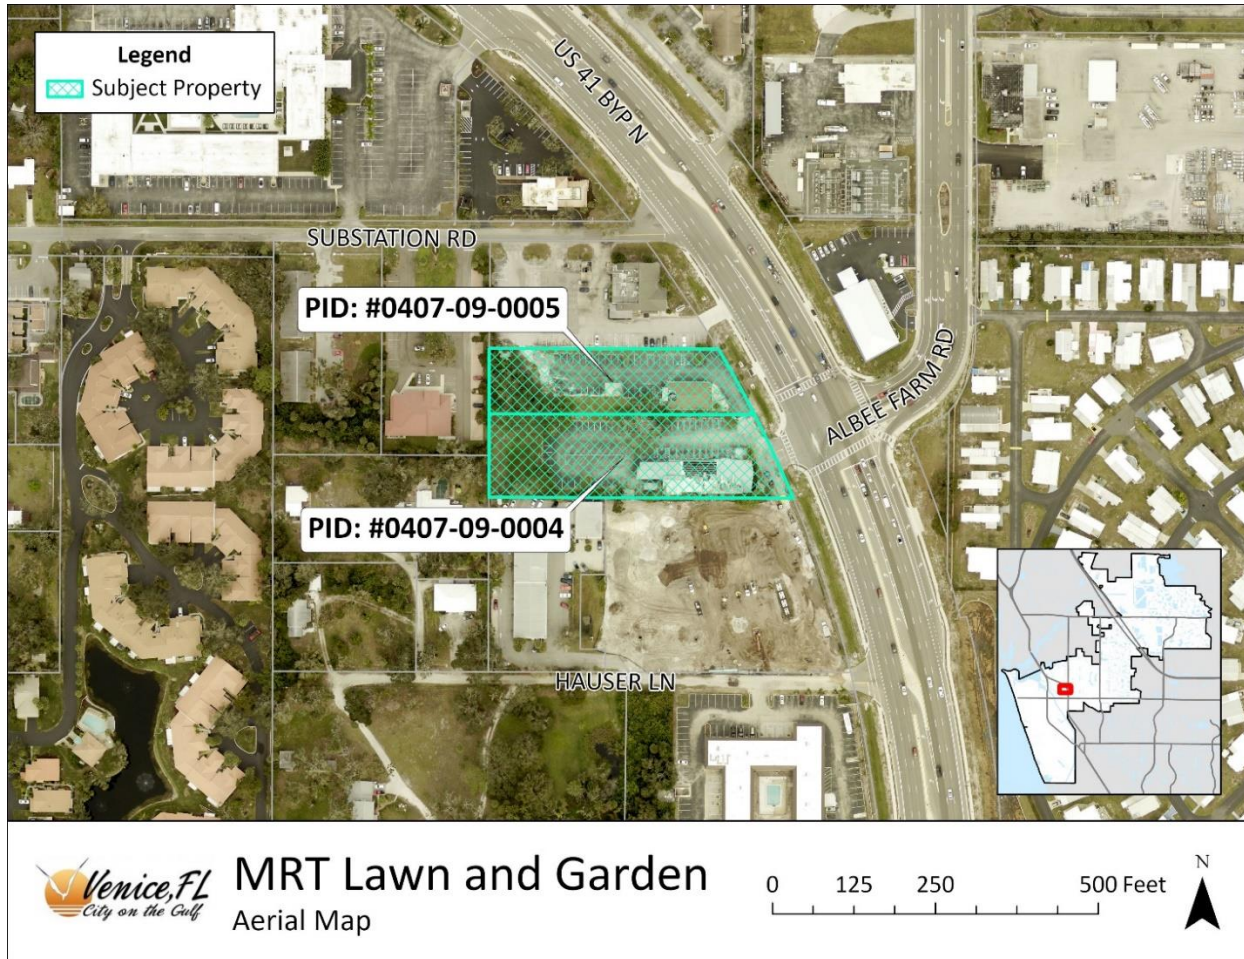 Legend
Subject Property
US 41 BYP N
SUBSTATION RD
PID: #0407-09-0005
ALBEE FARM RD
PID: #0407-09-0004
HAUSER LN
Venice, FL
City on the Gulf
MRT Lawn and Garden
Aerial Map
0 125 250 500 Feet
N